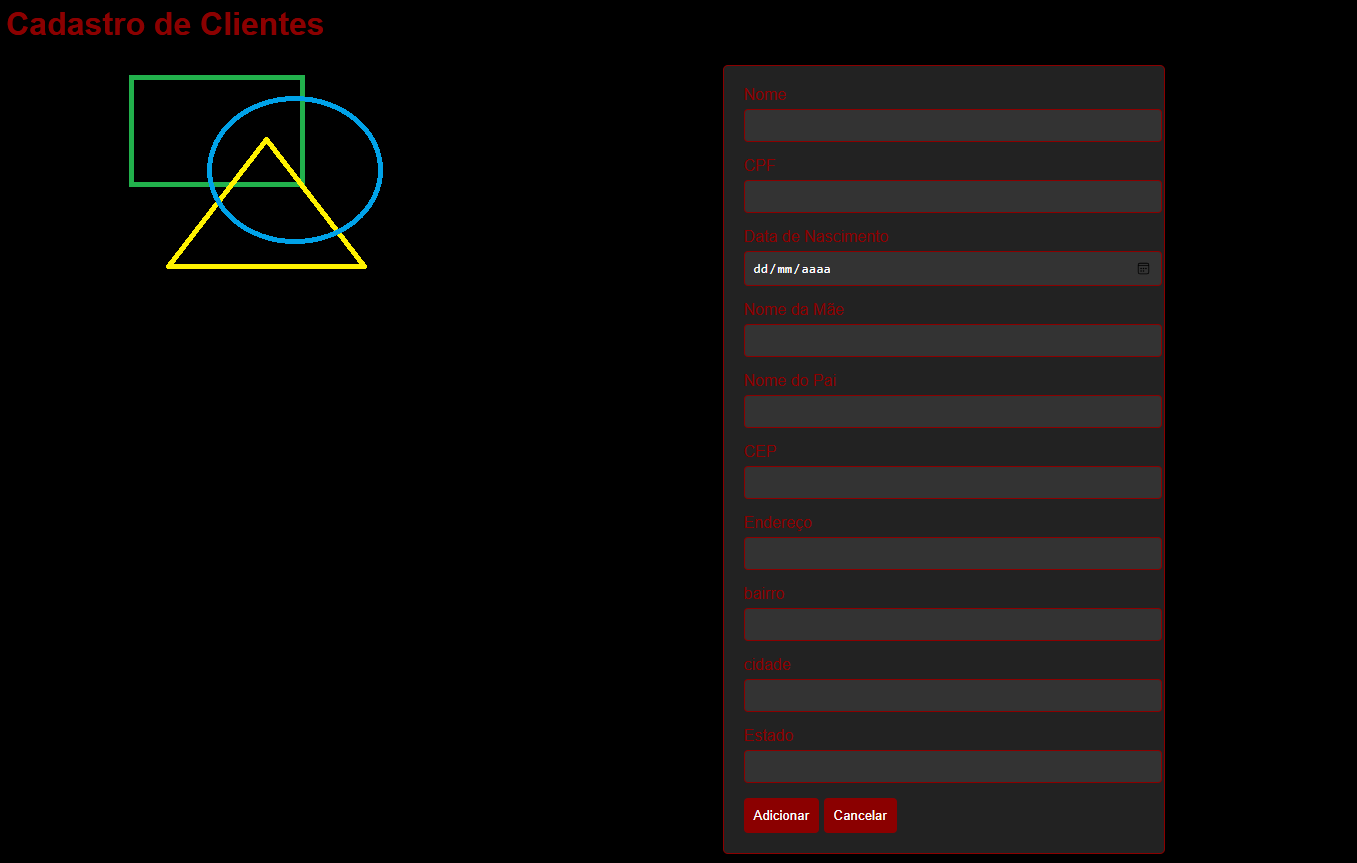 Cadastro de Clientes
Nome
CPF
Data de Nascimento
dd/mm/aaaa
Nome da Mãe
Nome do Pai
CEP
Endereço
bairro
cidade
Estado
Adicionar Cancelar